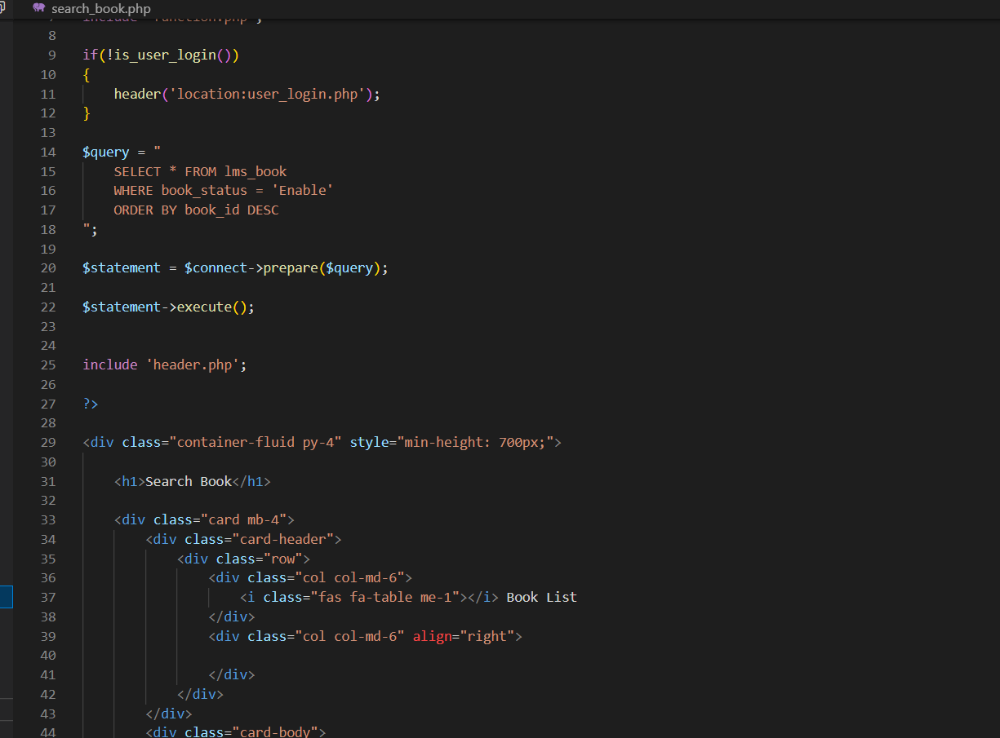 search_book.php
7 include 'function.php';
8
9 if(!is_user_login())
10 {
11 header('location:user_login.php');
12 }
13
14 $query = "
15 SELECT * FROM lms_book
16 WHERE book_status = 'Enable'
17 ORDER BY book_id DESC
18 ";
19
20 $statement = $connect->prepare($query);
21
22 $statement->execute();
23
24
25 include 'header.php';
26
27 ?>
28
29 <div class="container-fluid py-4" style="min-height: 700px;">
30
31 <h1>Search Book</h1>
32
33 <div class="card mb-4">
34 <div class="card-header">
35 <div class="row">
36 <div class="col col-md-6">
37 <i class="fas fa-table me-1"></i> Book List
38 </div>
39 <div class="col col-md-6" align="right">
40
41 </div>
42 </div>
43 </div>
44 <div class="card-body">